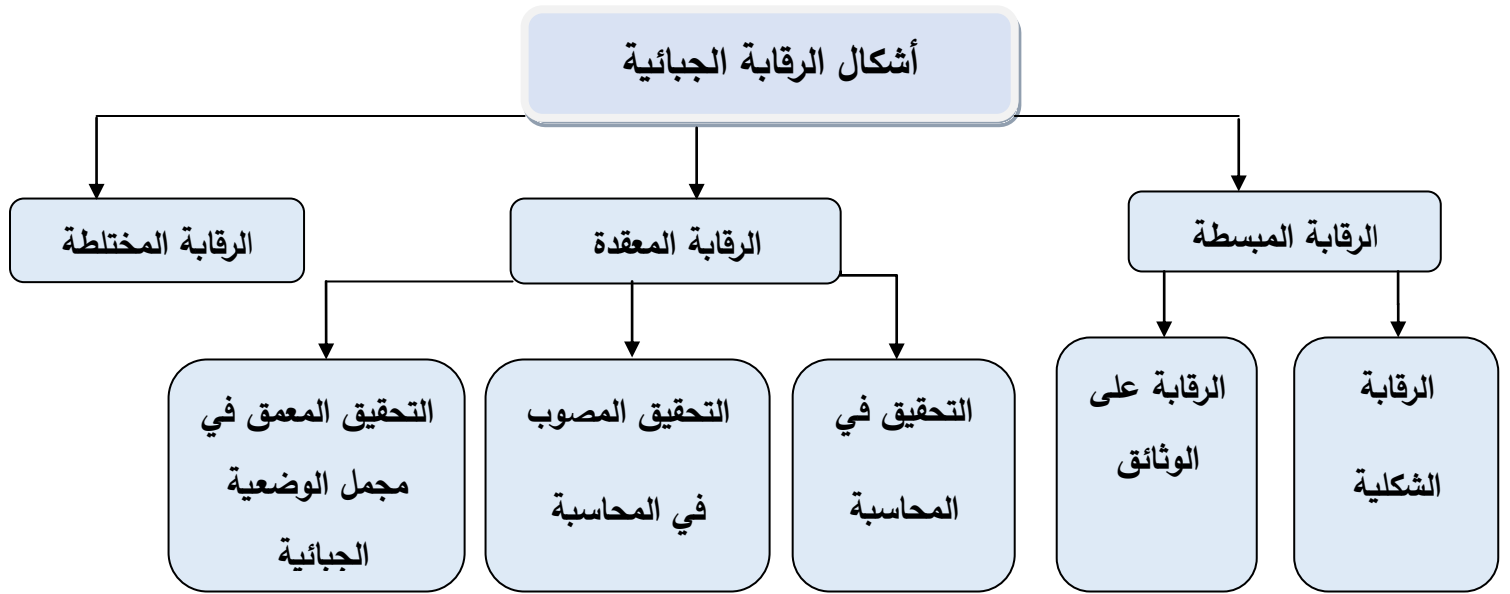 أشكال الرقابة الجبائية
الرقابة المبسطة
الرقابة المعقدة
الرقابة المختلطة
الرقابة
الشكلية
الرقابة على
الوثائق
التحقيق في
المحاسبة
التحقيق المصوب
في المحاسبة
التحقيق المعمق في
مجمل الوضعية
الجبائية